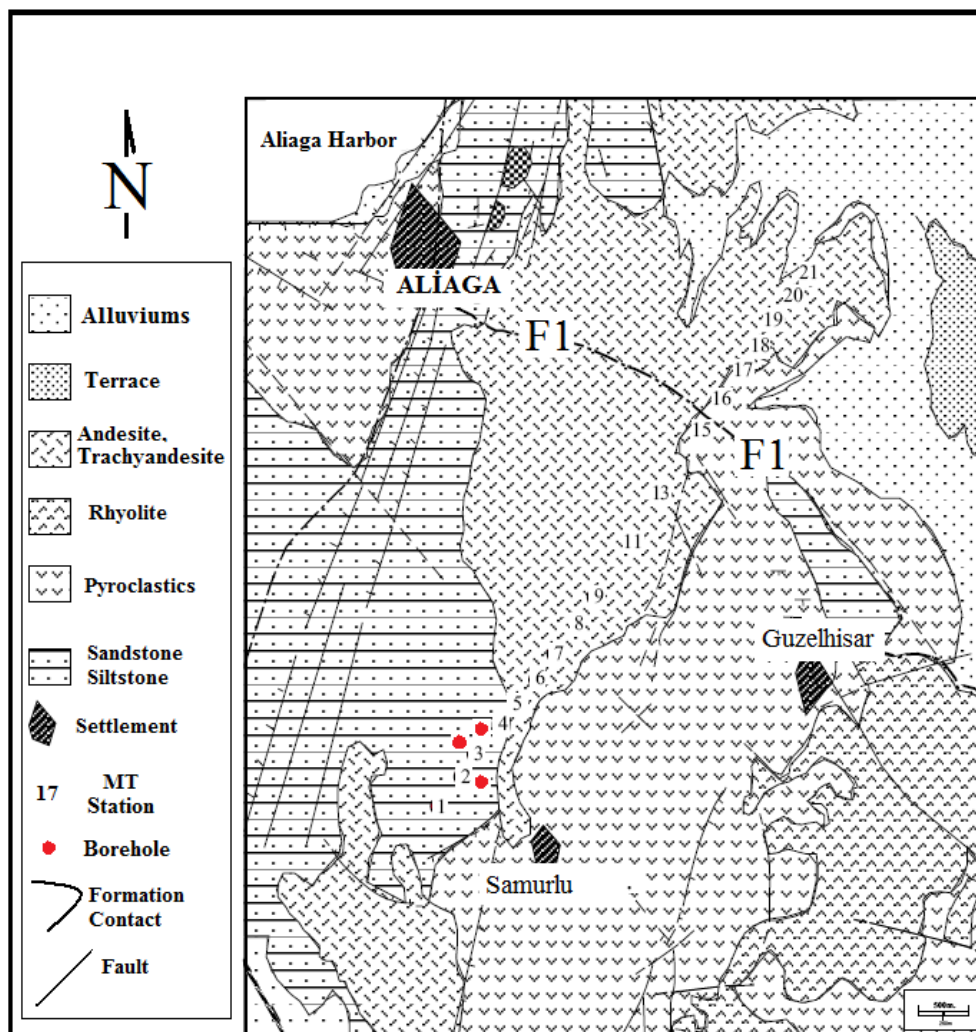 Aliaga Harbor
N
ALİAGA
F1
F1
21
20
19
18
17
16
15
13
11
9
8
7
6
5
4
3
2
1
Guzelhisar
Samurlu
Alluviums
Terrace
Andesite,
Trachyandesite
Rhyolite
Pyroclastics
Sandstone
Siltstone
Settlement
17 MT
Station
Borehole
Formation
Contact
Fault
500m.